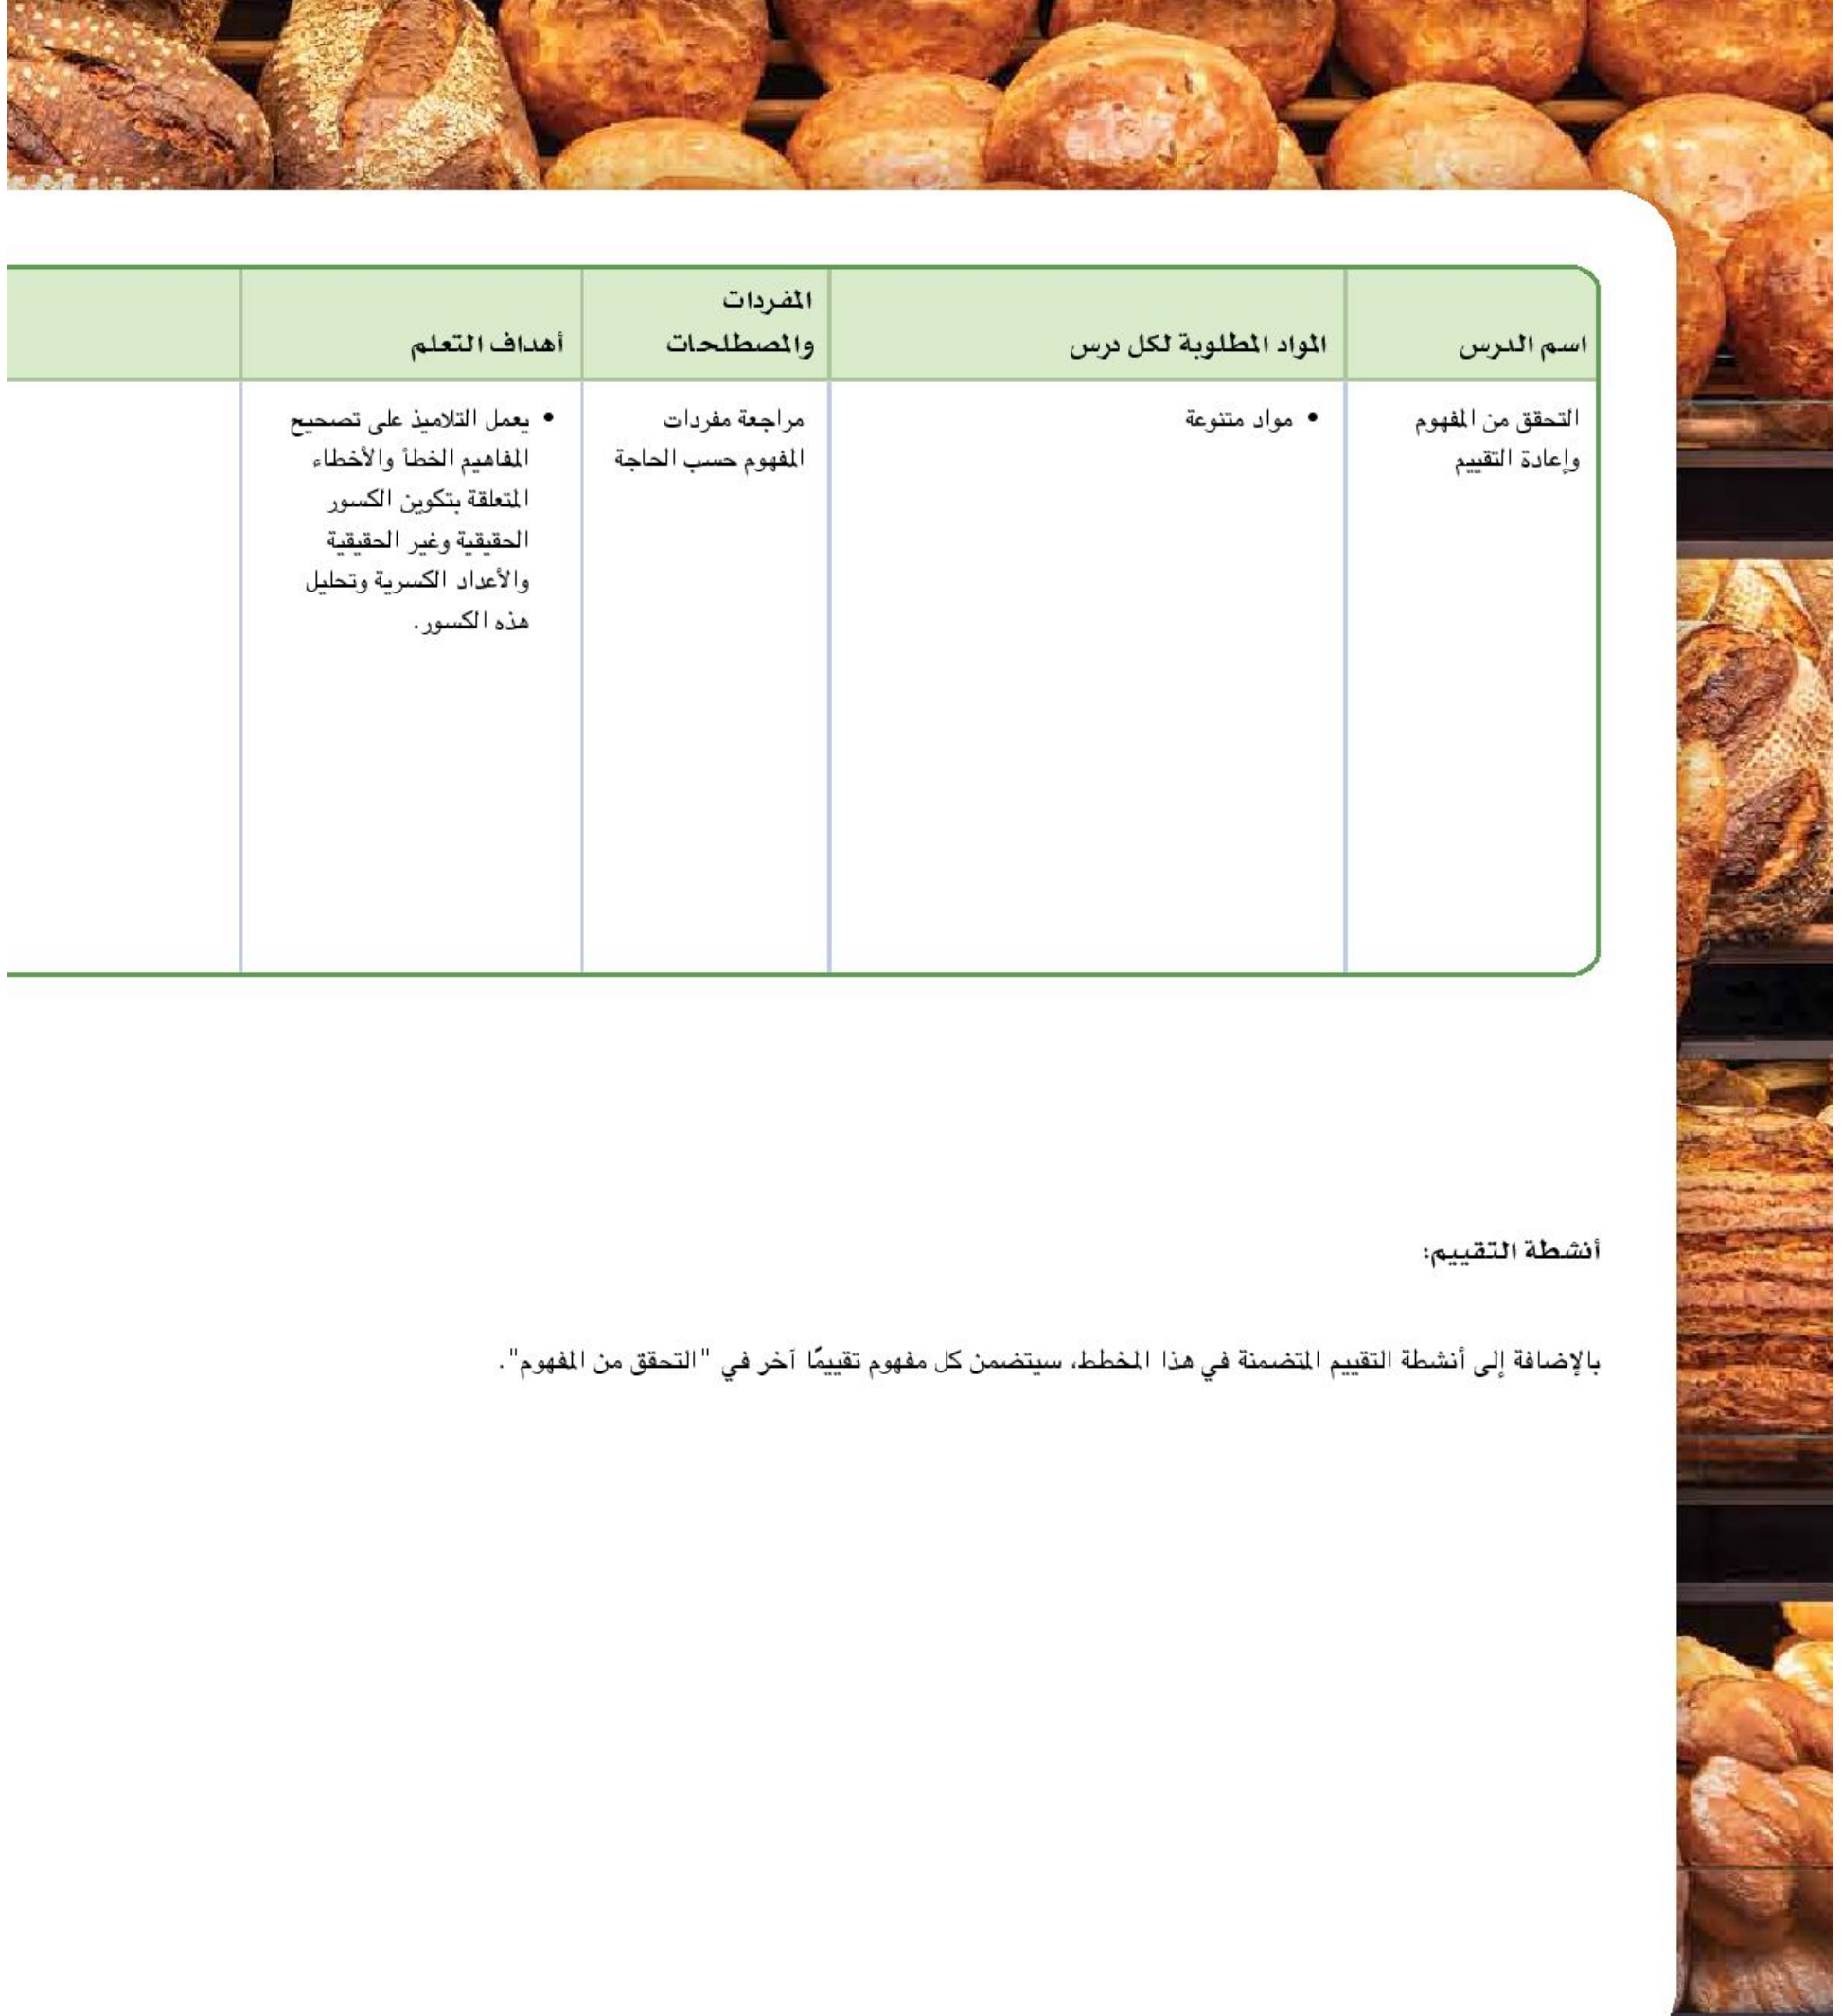 اسم الدرس
المواد المطلوبة لكل درس
المفردات
والمصطلحات
أهداف التعلم
التحقق من المفهوم
وإعادة التقييم
• مواد متنوعة
مراجعة مفردات
المفهوم حسب الحاجة
• يعمل التلاميذ على تصحيح
المفاهيم الخطأ والأخطاء
المتعلقة بتكوين الكسور
الحقيقية وغير الحقيقية
والأعداد الكسرية وتحليل
هذه الكسور.
أنشطة التقييم:
بالإضافة إلى أنشطة التقييم المتضمنة في هذا المخطط، سيتضمن كل مفهوم تقييمًا آخر في "التحقق من المفهوم".